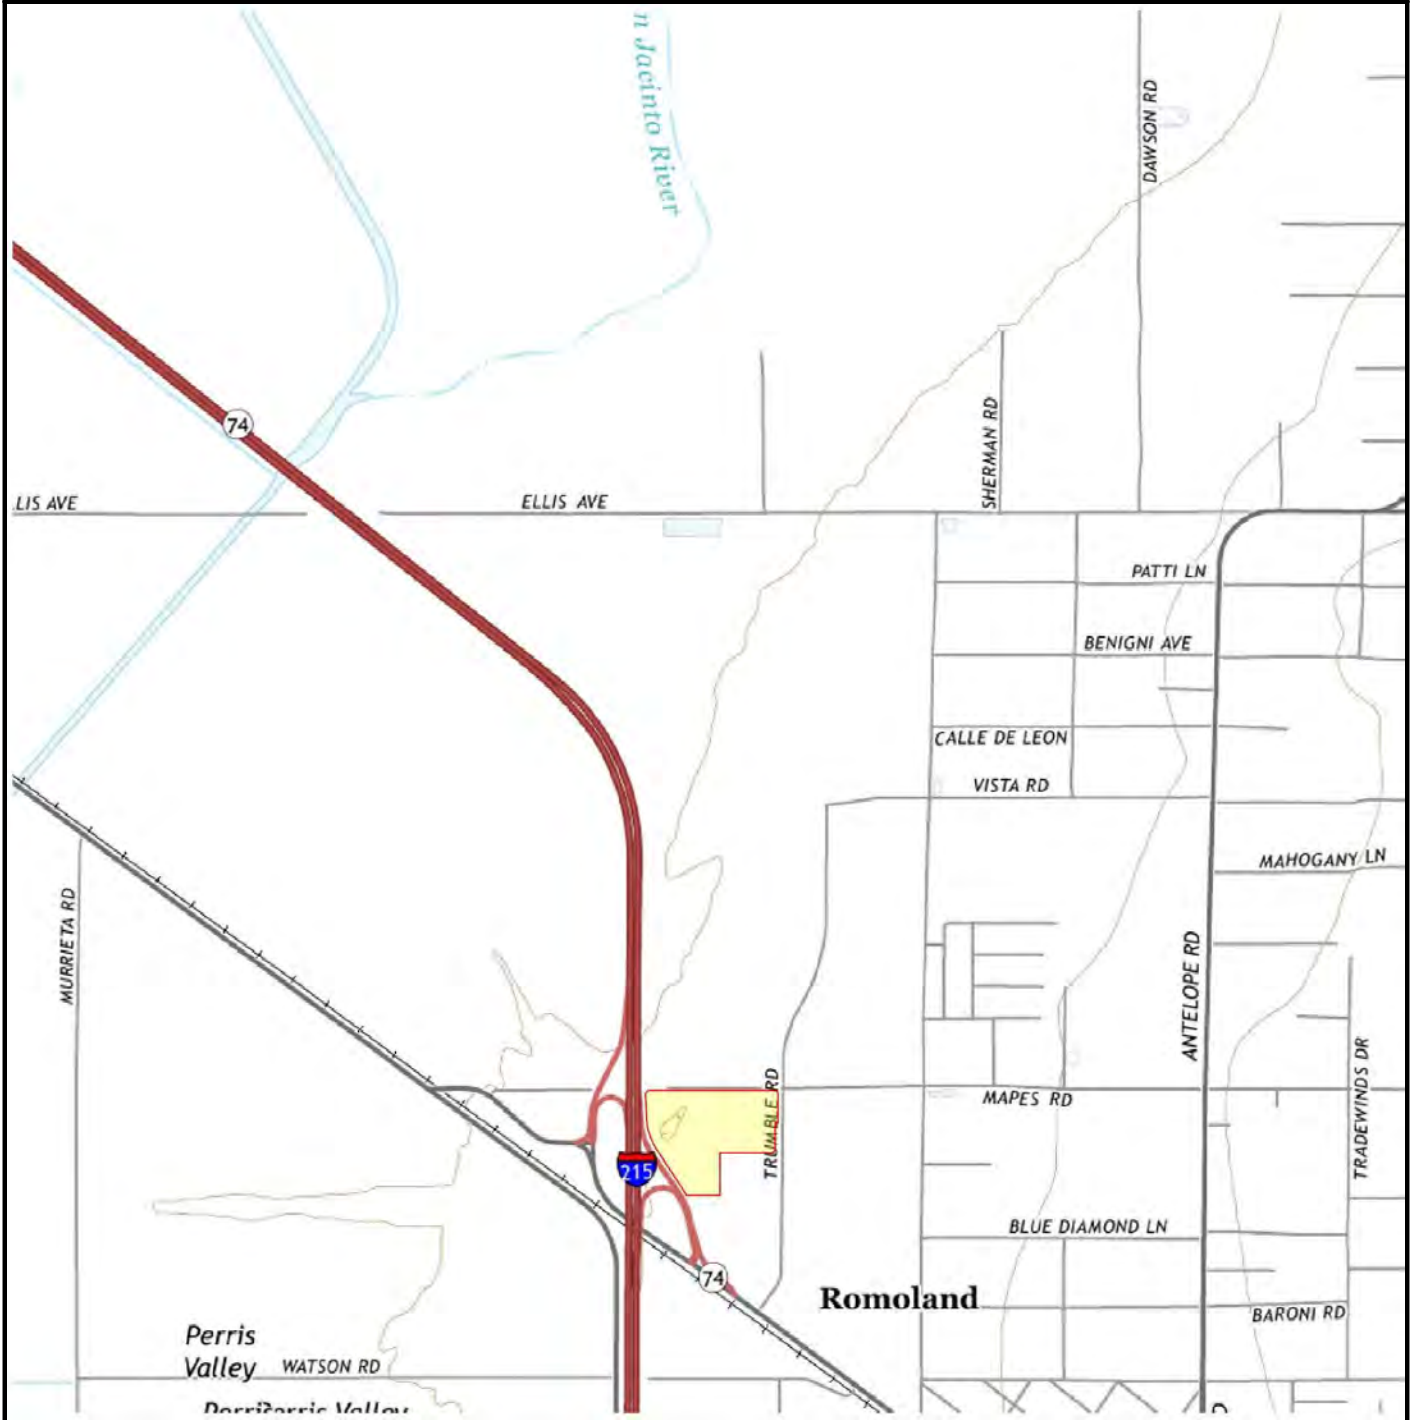 n Jacinto River
DAWSON RD
74
SHERMAN RD
LIS AVE
ELLIS AVE
PATTI LN
BENIGNI AVE
CALLE DE LEON
VISTA RD
MAHOGANY LN
MURRIETA RD
ANTELOPE RD
TRADEWINDS DR
TRUMBLE RD
MAPES RD
215
BLUE DIAMOND LN
74
Romoland
BARONI RD
Perris
Valley
WATSON RD
Valley